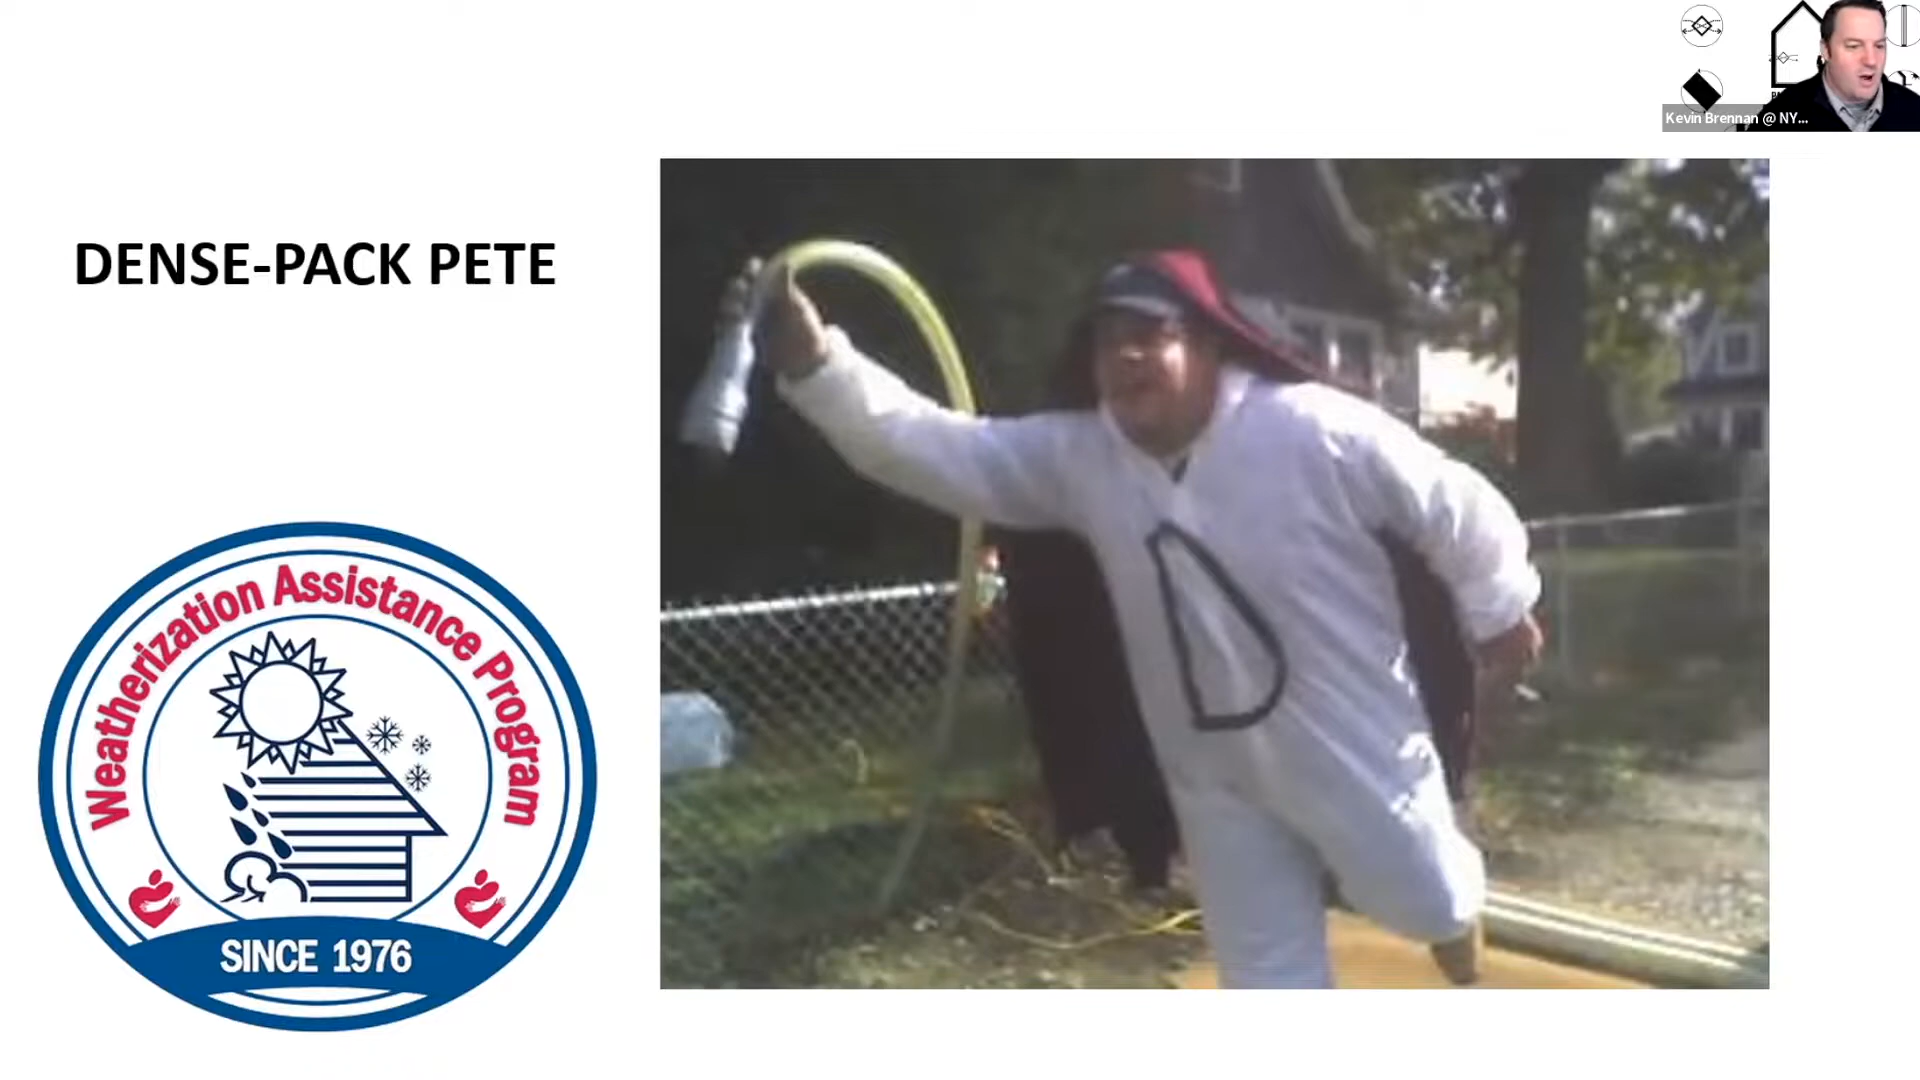 Kevin Brennan @ NY...
DENSE-PACK PETE
D
Weatherization Assistance Program
SINCE 1976